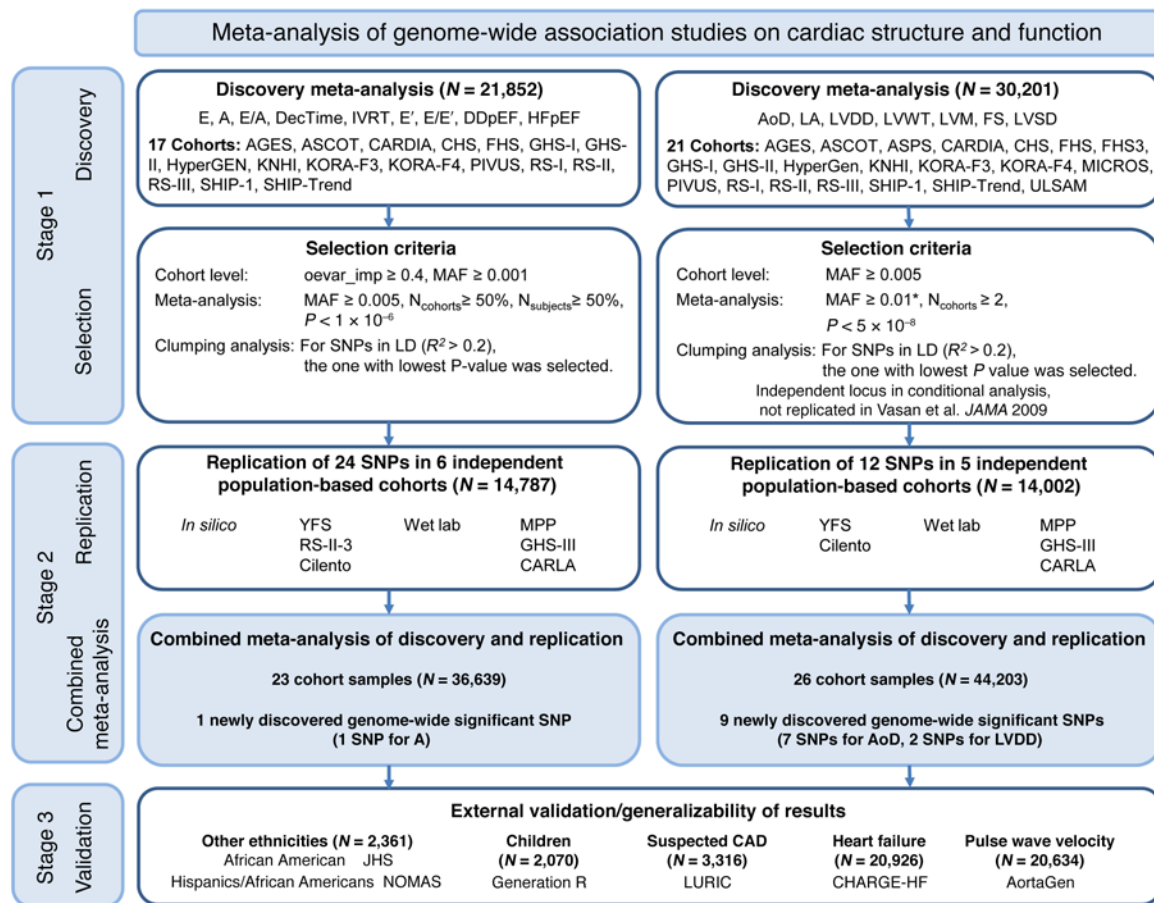 Meta-analysis of genome-wide association studies on cardiac structure and function
Stage 1
Discovery
Selection
Discovery meta-analysis (N = 21,852)
E, A, E/A, DecTime, IVRT, E′, E/E′, DDpEF, HFpEF
17 Cohorts: AGES, ASCOT, CARDIA, CHS, FHS, GHS-I, GHS-
II, HyperGEN, KNHI, KORA-F3, KORA-F4, PIVUS, RS-I, RS-II,
RS-III, SHIP-1, SHIP-Trend
Discovery meta-analysis (N = 30,201)
AoD, LA, LVDD, LVWT, LVM, FS, LVSD
21 Cohorts: AGES, ASCOT, ASPS, CARDIA, CHS, FHS, FHS3,
GHS-I, GHS-II, HyperGen, KNHI, KORA-F3, KORA-F4, MICROS,
PIVUS, RS-I, RS-II, RS-III, SHIP-1, SHIP-Trend, ULSAM
Selection criteria
Cohort level: oevar_imp ≥ 0.4, MAF ≥ 0.001
Meta-analysis: MAF ≥ 0.005, Ncohorts≥ 50%, Nsubjects≥ 50%,
P < 1 × 10⁻⁶
Clumping analysis: For SNPs in LD (R² > 0.2),
the one with lowest P-value was selected.
Selection criteria
Cohort level: MAF ≥ 0.005
Meta-analysis: MAF ≥ 0.01*, Ncohorts ≥ 2,
P < 5 × 10⁻⁸
Clumping analysis: For SNPs in LD (R² > 0.2),
the one with lowest P value was selected.
Independent locus in conditional analysis,
not replicated in Vasan et al. JAMA 2009
Stage 2
Replication
Combined
meta-analysis
Replication of 24 SNPs in 6 independent
population-based cohorts (N = 14,787)
In silico YFS Wet lab MPP
RS-II-3 GHS-III
Cilento CARLA
Replication of 12 SNPs in 5 independent
population-based cohorts (N = 14,002)
In silico YFS Wet lab MPP
Cilento GHS-III
CARLA
Combined meta-analysis of discovery and replication
23 cohort samples (N = 36,639)
1 newly discovered genome-wide significant SNP
(1 SNP for A)
Combined meta-analysis of discovery and replication
26 cohort samples (N = 44,203)
9 newly discovered genome-wide significant SNPs
(7 SNPs for AoD, 2 SNPs for LVDD)
Stage 3
Validation
External validation/generalizability of results
Other ethnicities (N = 2,361) Children Suspected CAD Heart failure Pulse wave velocity
African American JHS (N = 2,070) (N = 3,316) (N = 20,926) (N = 20,634)
Hispanics/African Americans NOMAS Generation R LURIC CHARGE-HF AortaGen